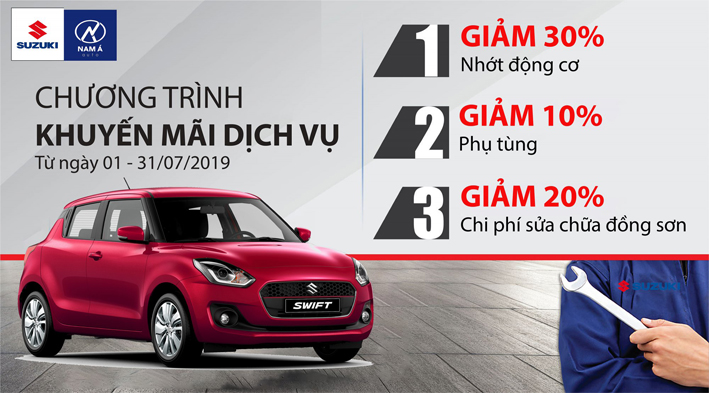 SUZUKI
NAM Á
AUTO
CHƯƠNG TRÌNH
KHUYẾN MÃI DỊCH VỤ
Từ ngày 01 - 31/07/2019
1
GIẢM 30%
Nhớt động cơ
2
GIẢM 10%
Phụ tùng
3
GIẢM 20%
Chi phí sửa chữa đồng sơn
SWIFT
SUZUKI